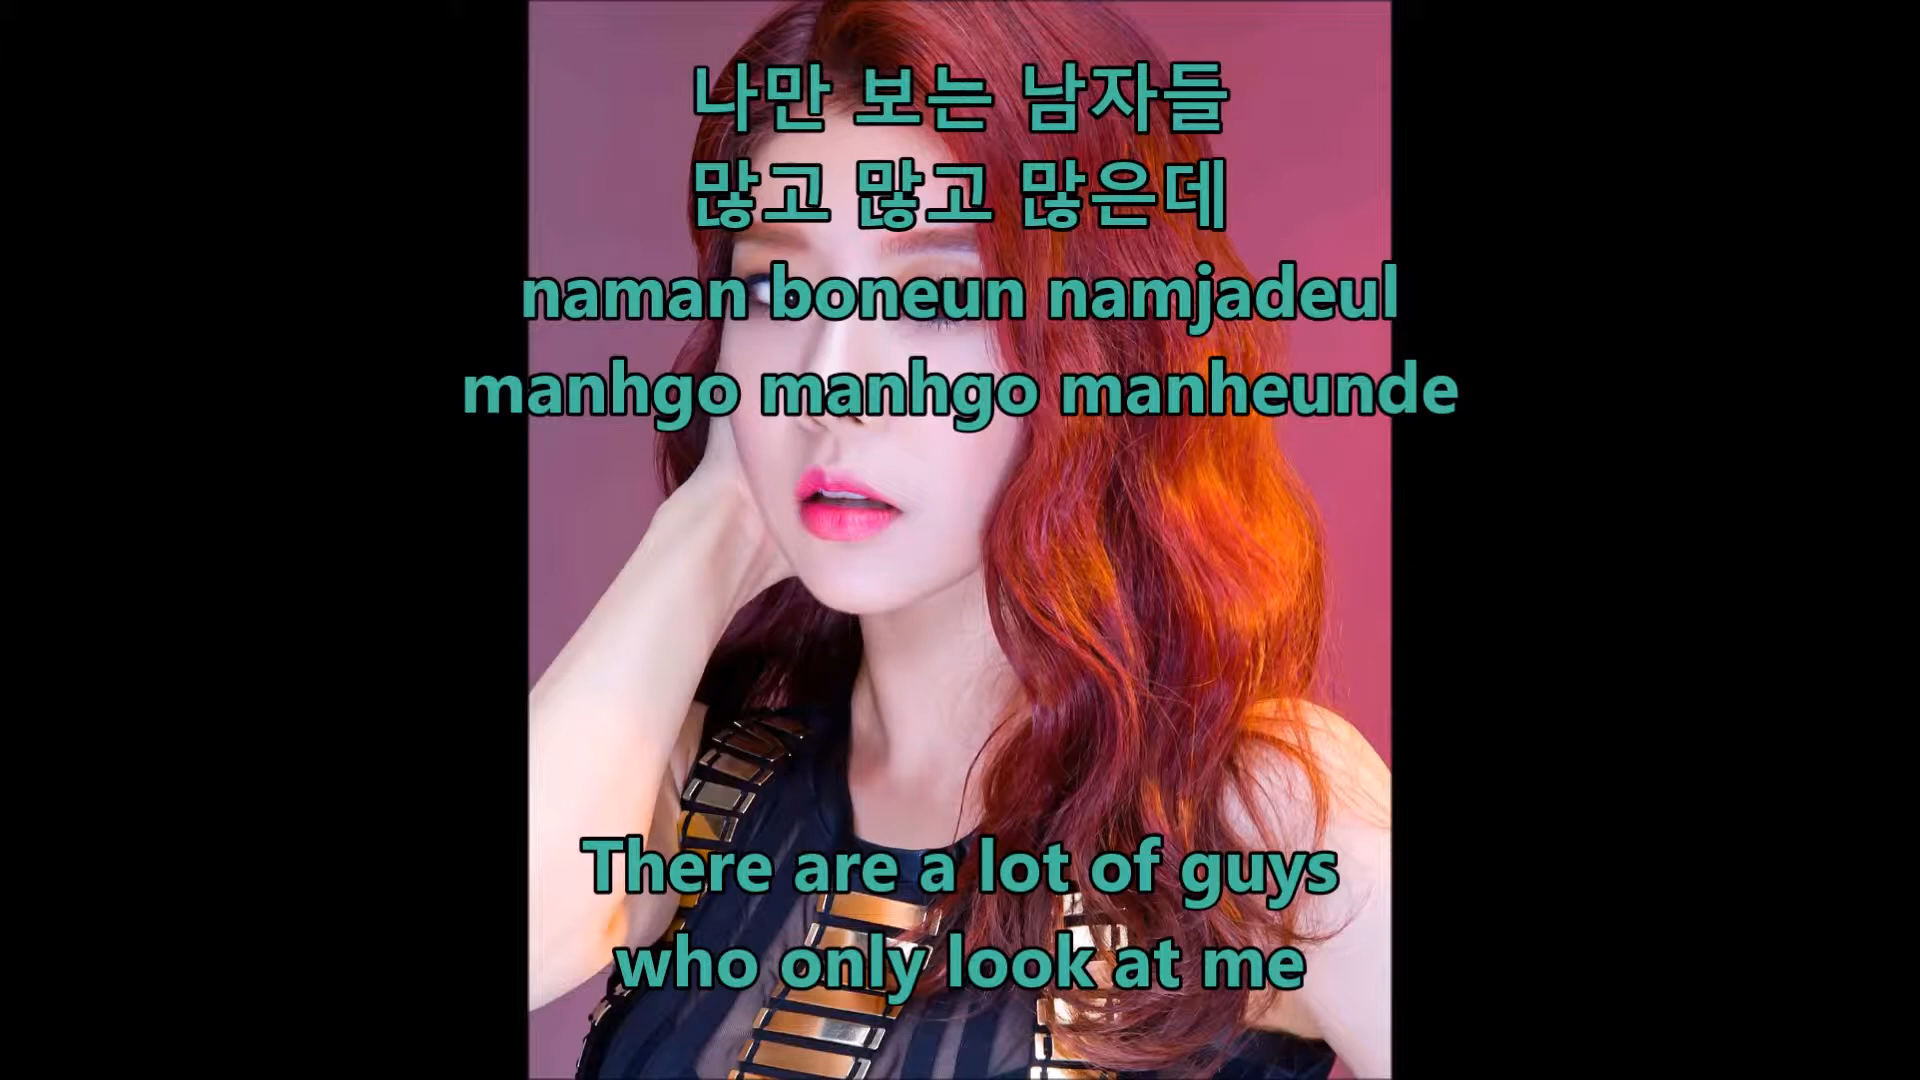 나만 보는 남자들
많고 많고 많은데
naman boneun namjadeul
manhgo manhgo manheunde
There are a lot of guys
who only look at me